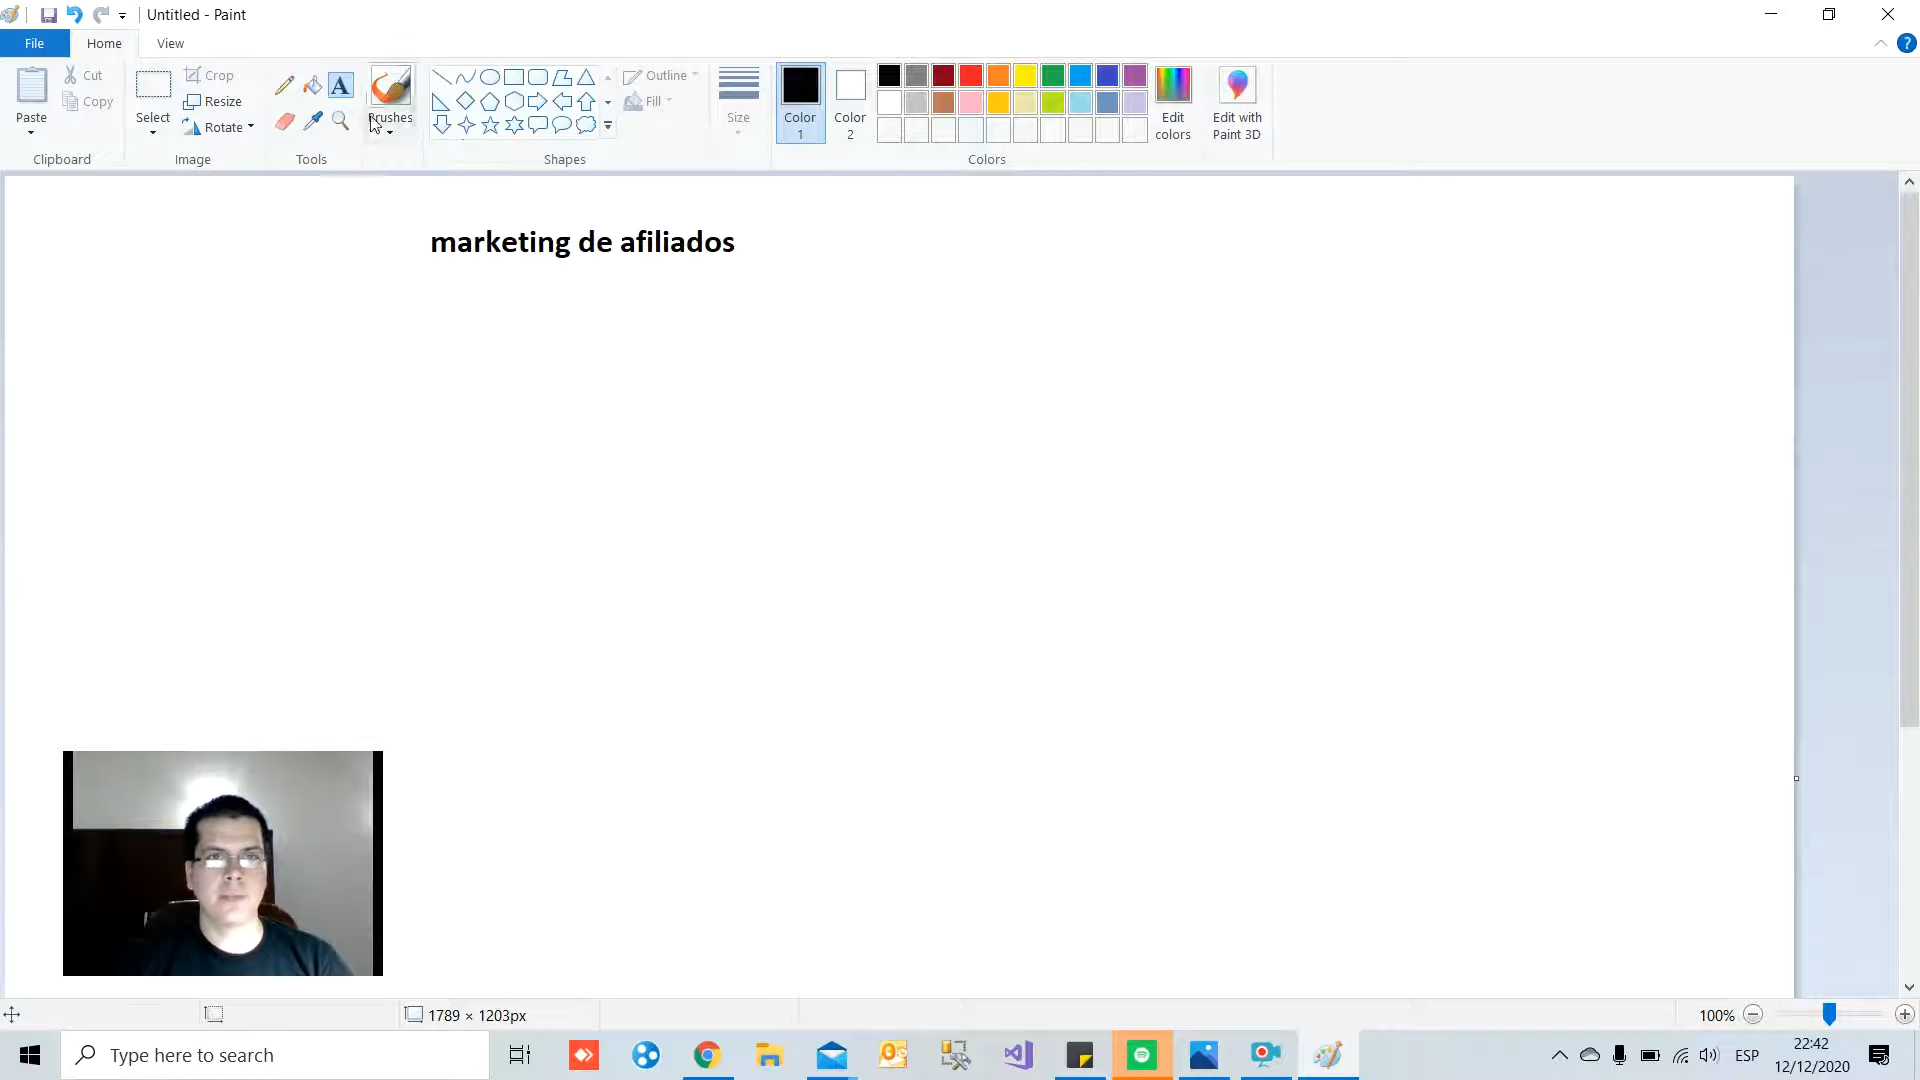 Untitled - Paint
File
Home
View
Paste
Cut
Copy
Clipboard
Select
Crop
Resize
Rotate
Image
A
Tools
Brushes
Shapes
Outline
Fill
Size
Color
1
Color
2
Colors
Edit
colors
Edit with
Paint 3D
?
marketing de afiliados
1789 × 1203px
100%
Type here to search
ESP
22:42
12/12/2020